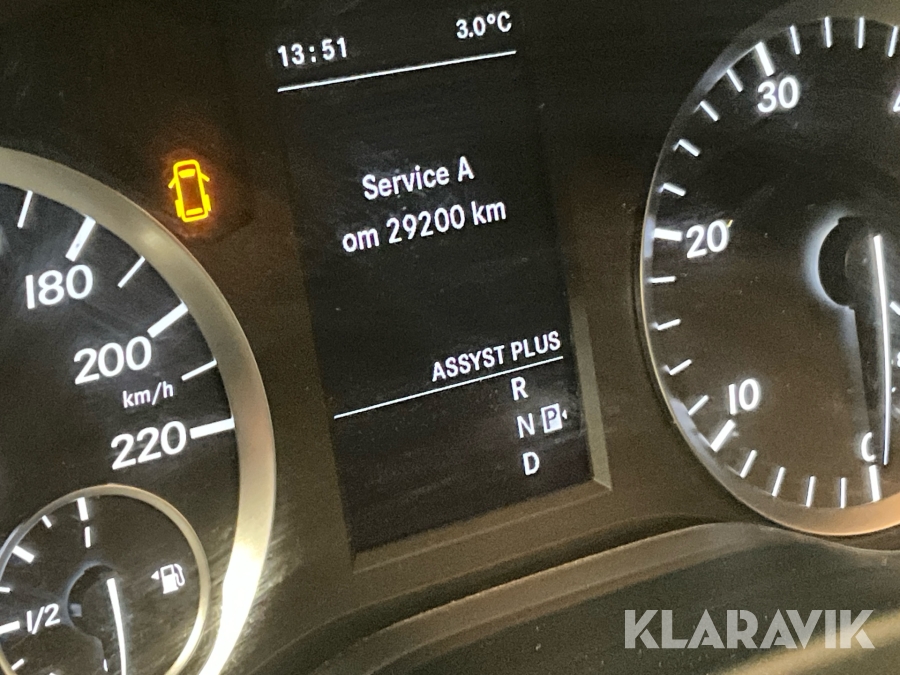 13:51 3.0°C
Service A
om 29200 km
ASSYST PLUS
R
N P
D
180
200
km/h
220
1/2
30
20
10
KLARAVIK